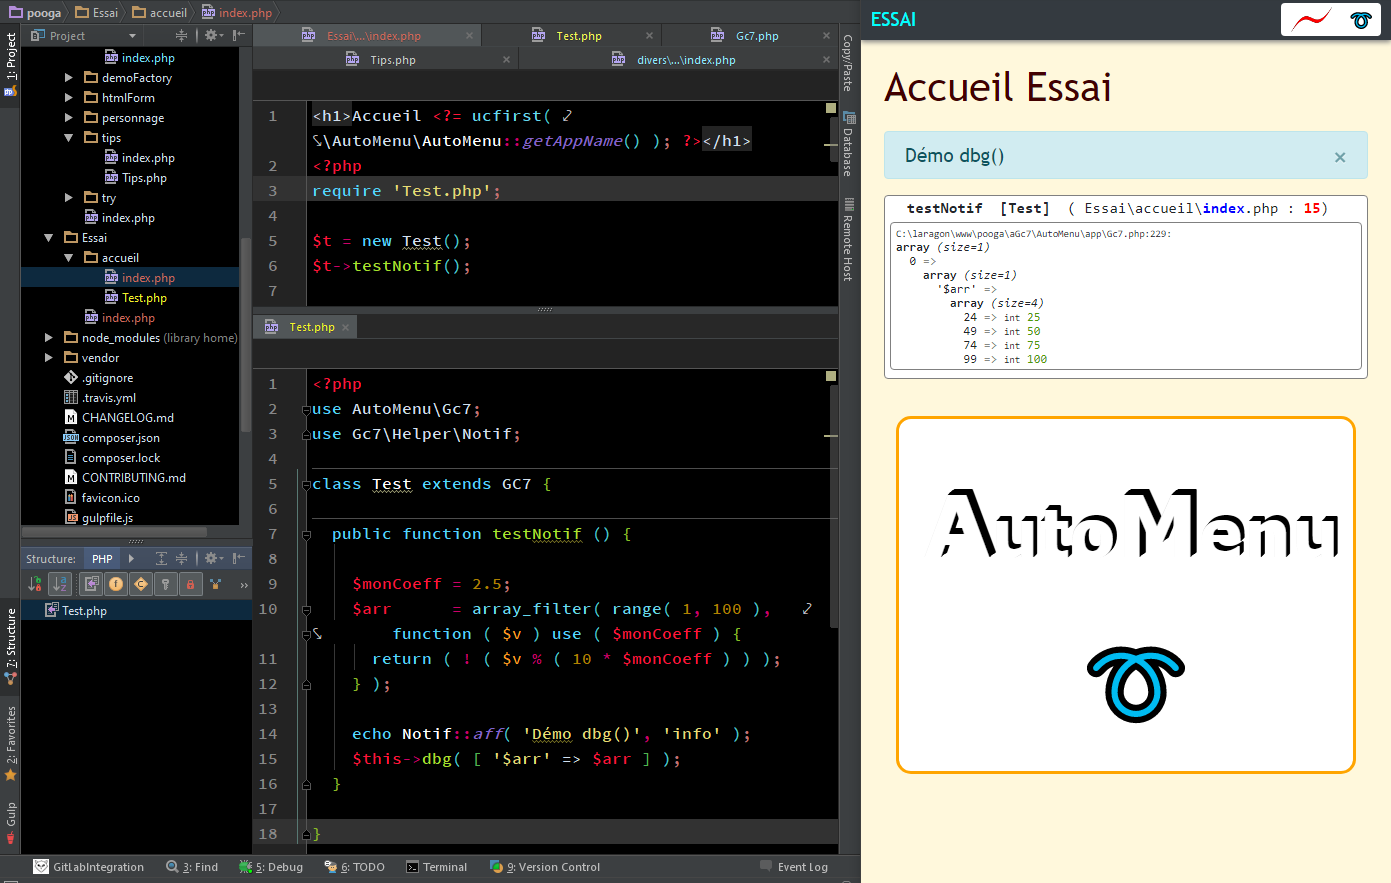 pooga Essai accueil index.php
Project
index.php
demoFactory
htmlForm
personnage
tips
index.php
Tips.php
try
index.php
Essai
accueil
index.php
Test.php
index.php
node_modules (library home)
vendor
.gitignore
.travis.yml
CHANGELOG.md
composer.json
composer.lock
CONTRIBUTING.md
favicon.ico
gulpfile.js
Structure: PHP
Test.php
1: Project
7: Structure
2: Favorites
Gulp
Essai\...\index.php
Test.php
Gc7.php
Tips.php
divers\...\index.php
1 <h1>Accueil <?= ucfirst(
\AutoMenu\AutoMenu::getAppName() ); ?></h1>
2 <?php
3 require 'Test.php';
4
5 $t = new Test();
6 $t->testNotif();
7
Test.php
1 <?php
2 use AutoMenu\Gc7;
3 use Gc7\Helper\Notif;
4
5 class Test extends GC7 {
6
7 public function testNotif () {
8
9 $monCoeff = 2.5;
10 $arr = array_filter( range( 1, 100 ),
function ( $v ) use ( $monCoeff ) {
11 return ( ! ( $v % ( 10 * $monCoeff ) ) );
12 } );
13
14 echo Notif::aff( 'Démo dbg()', 'info' );
15 $this->dbg( [ '$arr' => $arr ] );
16 }
17
18 }
Copy/Paste
Database
Remote Host
GitLabIntegration 3: Find 5: Debug 6: TODO Terminal 9: Version Control Event Log
ESSAI
Accueil Essai
Démo dbg() ×
testNotif [Test] ( Essai\accueil\index.php : 15)
C:\laragon\www\pooga\aGc7\AutoMenu\app\Gc7.php:229:
array (size=1)
0 =>
array (size=1)
'$arr' =>
array (size=4)
24 => int 25
49 => int 50
74 => int 75
99 => int 100
AutoMenu